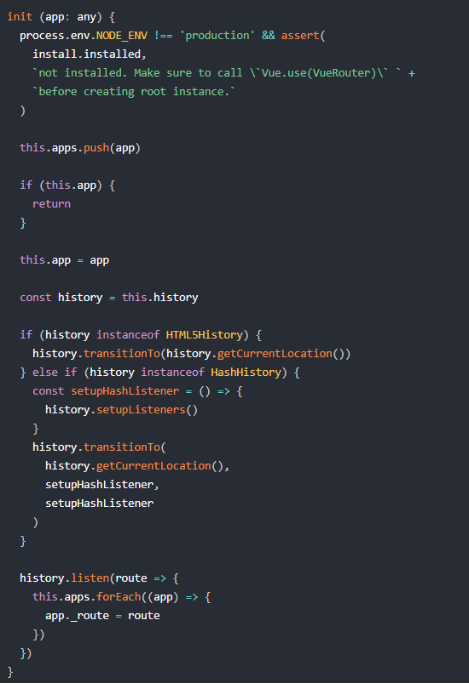 init (app: any) {
  process.env.NODE_ENV !== 'production' && assert(
    install.installed,
    `not installed. Make sure to call \`Vue.use(VueRouter)\` ` +
    `before creating root instance.`
  )

  this.apps.push(app)

  if (this.app) {
    return
  }

  this.app = app

  const history = this.history

  if (history instanceof HTML5History) {
    history.transitionTo(history.getCurrentLocation())
  } else if (history instanceof HashHistory) {
    const setupHashListener = () => {
      history.setupListeners()
    }
    history.transitionTo(
      history.getCurrentLocation(),
      setupHashListener,
      setupHashListener
    )
  }

  history.listen(route => {
    this.apps.forEach((app) => {
      app._route = route
    })
  })
}